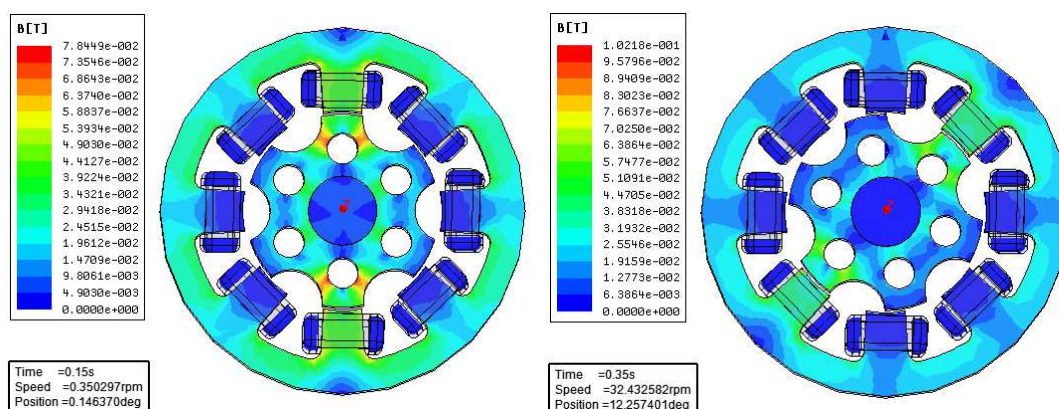 B[T]
7.8449e-002
7.3546e-002
6.8643e-002
6.3740e-002
5.8837e-002
5.3934e-002
4.9030e-002
4.4127e-002
3.9224e-002
3.4321e-002
2.9418e-002
2.4515e-002
1.9612e-002
1.4709e-002
9.8061e-003
4.9030e-003
0.0000e+000
Time =0.15s
Speed =0.350297rpm
Position =0.146370deg
B[T]
1.0218e-001
9.5796e-002
8.9409e-002
8.3023e-002
7.6637e-002
7.0250e-002
6.3864e-002
5.7477e-002
5.1091e-002
4.4705e-002
3.8318e-002
3.1932e-002
2.5546e-002
1.9159e-002
1.2773e-002
6.3864e-003
0.0000e+000
Time =0.35s
Speed =32.432582rpm
Position =12.257401deg